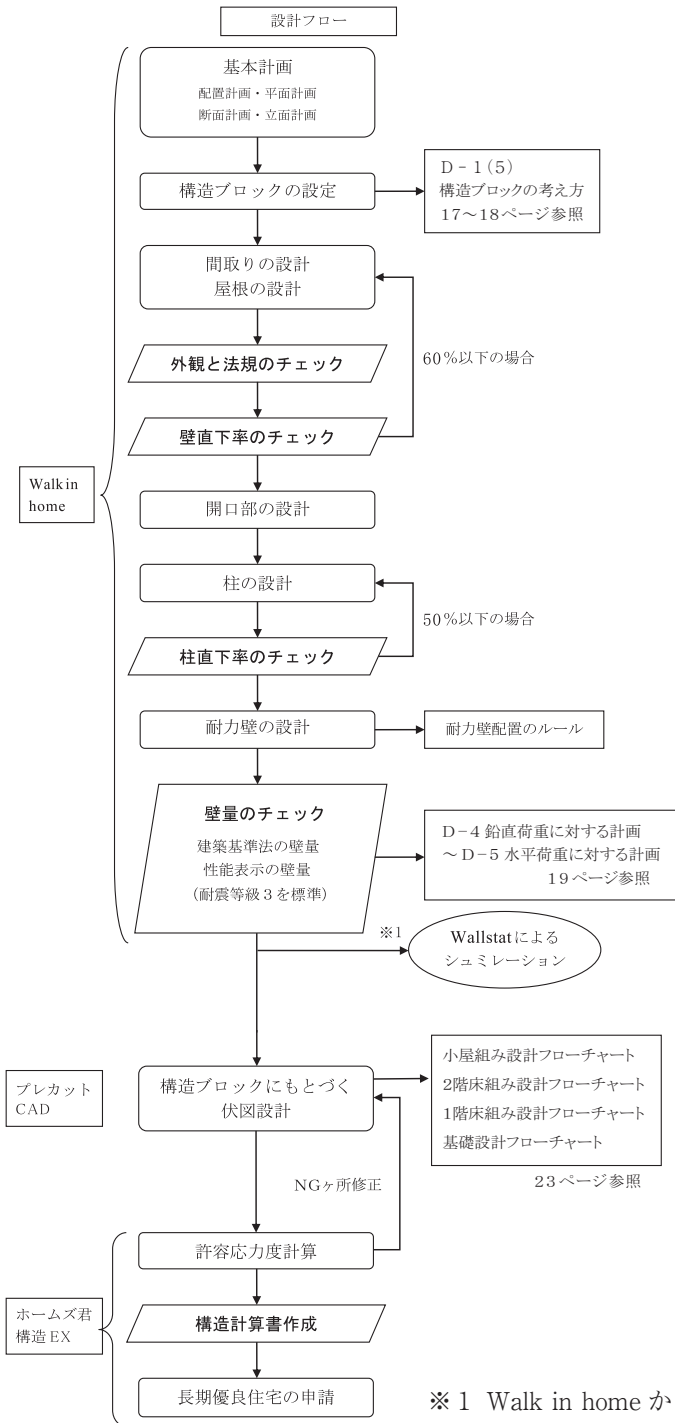 設計フロー
基本計画
配置計画・平面計画
断面計画・立面計画
構造ブロックの設定
D-1(5)
構造ブロックの考え方
17～18ページ参照
間取りの設計
屋根の設計
外観と法規のチェック
60%以下の場合
壁直下率のチェック
Walk in
home
開口部の設計
柱の設計
50%以下の場合
柱直下率のチェック
耐力壁の設計
耐力壁配置のルール
壁量のチェック
建築基準法の壁量
性能表示の壁量
(耐震等級3を標準)
D-4 鉛直荷重に対する計画
～D-5 水平荷重に対する計画
19ページ参照
※1
Wallstatによる
シュミレーション
プレカット
CAD
構造ブロックにもとづく
伏図設計
小屋組み設計フローチャート
2階床組み設計フローチャート
1階床組み設計フローチャート
基礎設計フローチャート
23ページ参照
NGヶ所修正
許容応力度計算
ホームズ君
構造EX
構造計算書作成
長期優良住宅の申請
※1 Walk in home か